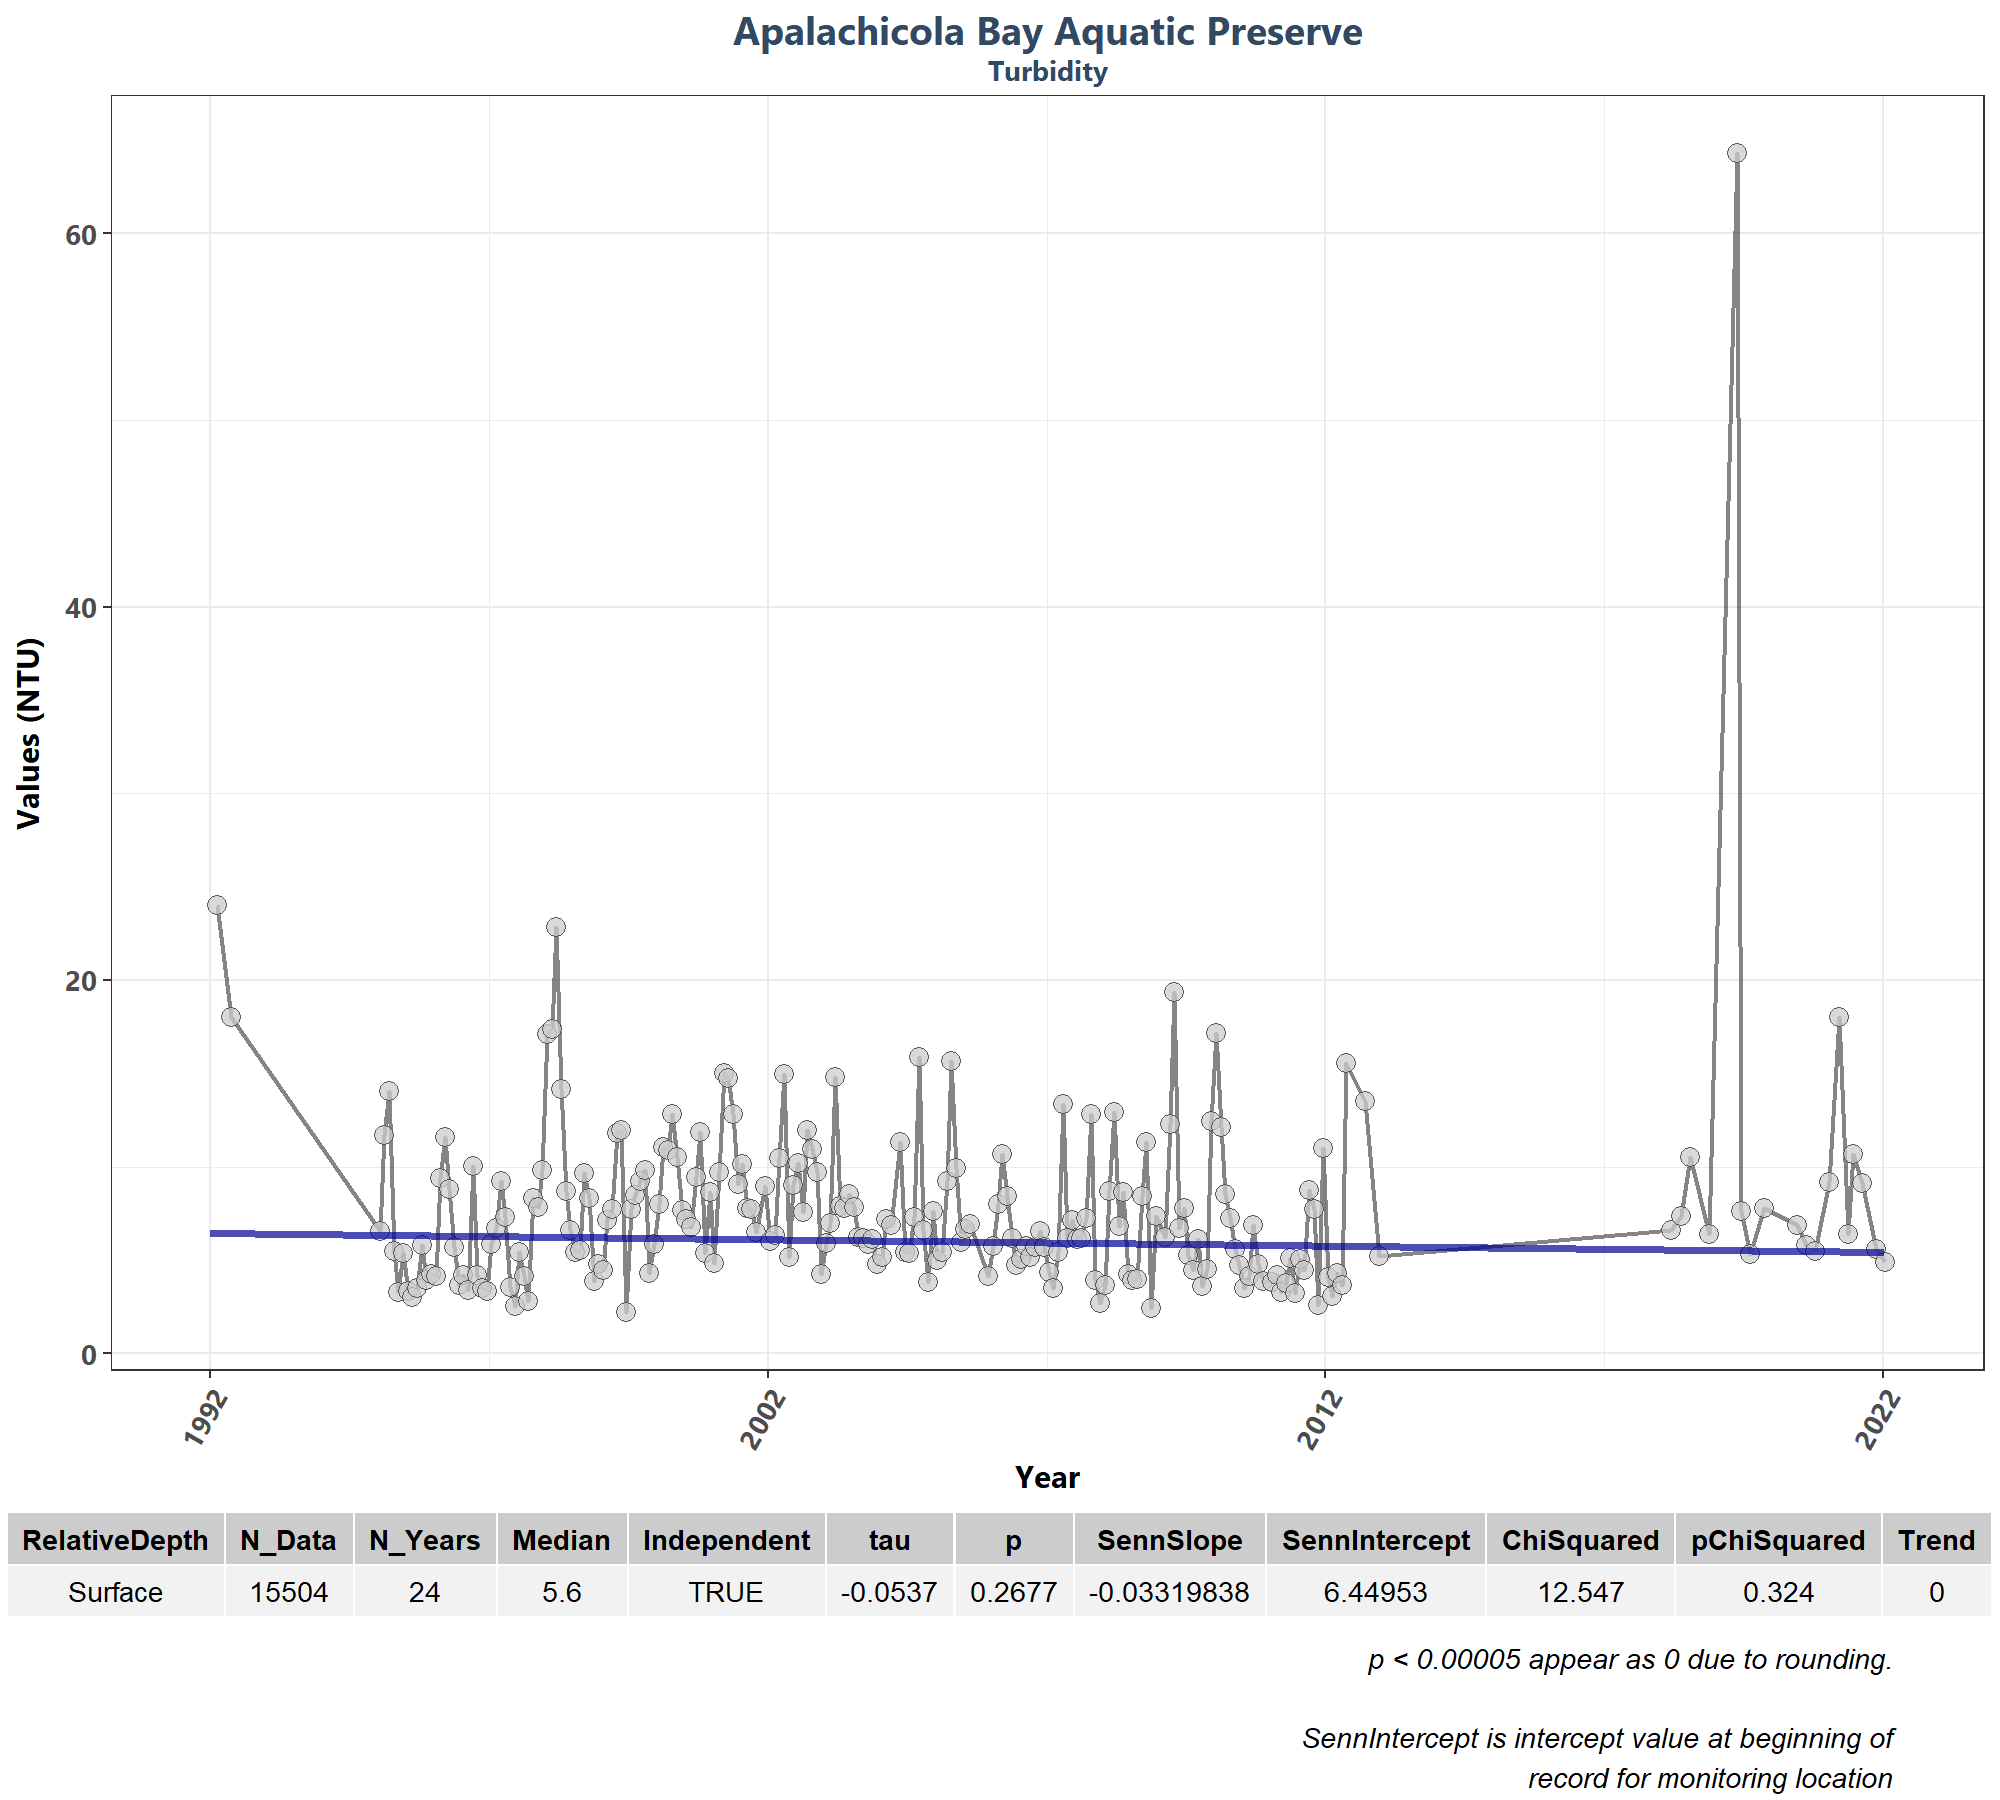 Apalachicola Bay Aquatic Preserve
Turbidity
Values (NTU)
60
40
20
0
1992 2002 2012 2022
Year
RelativeDepth N_Data N_Years Median Independent tau p SennSlope SennIntercept ChiSquared pChiSquared Trend
Surface 15504 24 5.6 TRUE -0.0537 0.2677 -0.03319838 6.44953 12.547 0.324 0
p < 0.00005 appear as 0 due to rounding.
SennIntercept is intercept value at beginning of
record for monitoring location